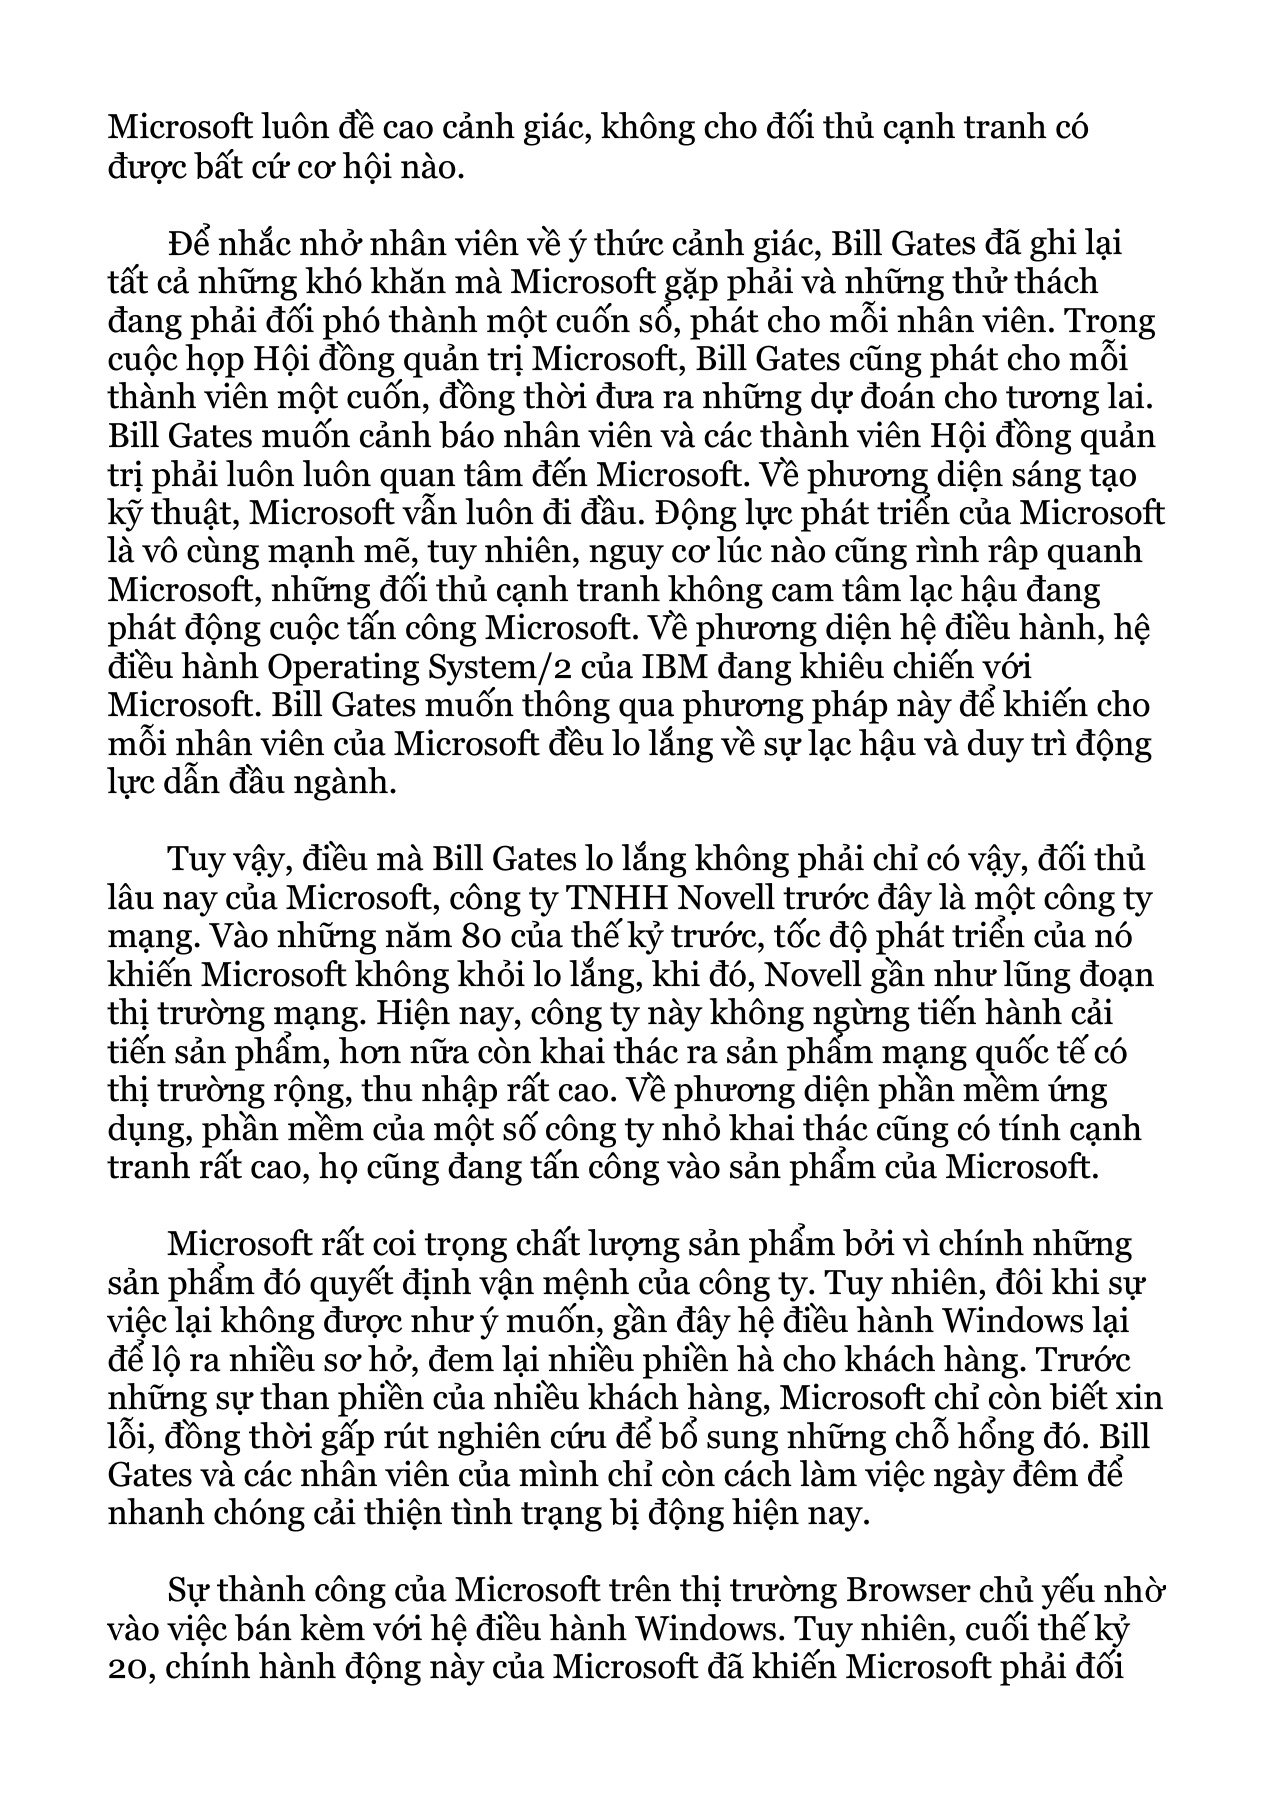 Microsoft luôn đề cao cảnh giác, không cho đối thủ cạnh tranh có
được bất cứ cơ hội nào.
Để nhắc nhở nhân viên về ý thức cảnh giác, Bill Gates đã ghi lại
tất cả những khó khăn mà Microsoft gặp phải và những thử thách
đang phải đối phó thành một cuốn sổ, phát cho mỗi nhân viên. Trong
cuộc họp Hội đồng quản trị Microsoft, Bill Gates cũng phát cho mỗi
thành viên một cuốn, đồng thời đưa ra những dự đoán cho tương lai.
Bill Gates muốn cảnh báo nhân viên và các thành viên Hội đồng quản
trị phải luôn luôn quan tâm đến Microsoft. Về phương diện sáng tạo
kỹ thuật, Microsoft vẫn luôn đi đầu. Động lực phát triển của Microsoft
là vô cùng mạnh mẽ, tuy nhiên, nguy cơ lúc nào cũng rình rập quanh
Microsoft, những đối thủ cạnh tranh không cam tâm lạc hậu đang
phát động cuộc tấn công Microsoft. Về phương diện hệ điều hành, hệ
điều hành Operating System/2 của IBM đang khiêu chiến với
Microsoft. Bill Gates muốn thông qua phương pháp này để khiến cho
mỗi nhân viên của Microsoft đều lo lắng về sự lạc hậu và duy trì động
lực dẫn đầu ngành.
Tuy vậy, điều mà Bill Gates lo lắng không phải chỉ có vậy, đối thủ
lâu nay của Microsoft, công ty TNHH Novell trước đây là một công ty
mạng. Vào những năm 80 của thế kỷ trước, tốc độ phát triển của nó
khiến Microsoft không khỏi lo lắng, khi đó, Novell gần như lũng đoạn
thị trường mạng. Hiện nay, công ty này không ngừng tiến hành cải
tiến sản phẩm, hơn nữa còn khai thác ra sản phẩm mạng quốc tế có
thị trường rộng, thu nhập rất cao. Về phương diện phần mềm ứng
dụng, phần mềm của một số công ty nhỏ khai thác cũng có tính cạnh
tranh rất cao, họ cũng đang tấn công vào sản phẩm của Microsoft.
Microsoft rất coi trọng chất lượng sản phẩm bởi vì chính những
sản phẩm đó quyết định vận mệnh của công ty. Tuy nhiên, đôi khi sự
việc lại không được như ý muốn, gần đây hệ điều hành Windows lại
để lộ ra nhiều sơ hở, đem lại nhiều phiền hà cho khách hàng. Trước
những sự than phiền của nhiều khách hàng, Microsoft chỉ còn biết xin
lỗi, đồng thời gấp rút nghiên cứu để bổ sung những chỗ hổng đó. Bill
Gates và các nhân viên của mình chỉ còn cách làm việc ngày đêm để
nhanh chóng cải thiện tình trạng bị động hiện nay.
Sự thành công của Microsoft trên thị trường Browser chủ yếu nhờ
vào việc bán kèm với hệ điều hành Windows. Tuy nhiên, cuối thế kỷ
20, chính hành động này của Microsoft đã khiến Microsoft phải đối